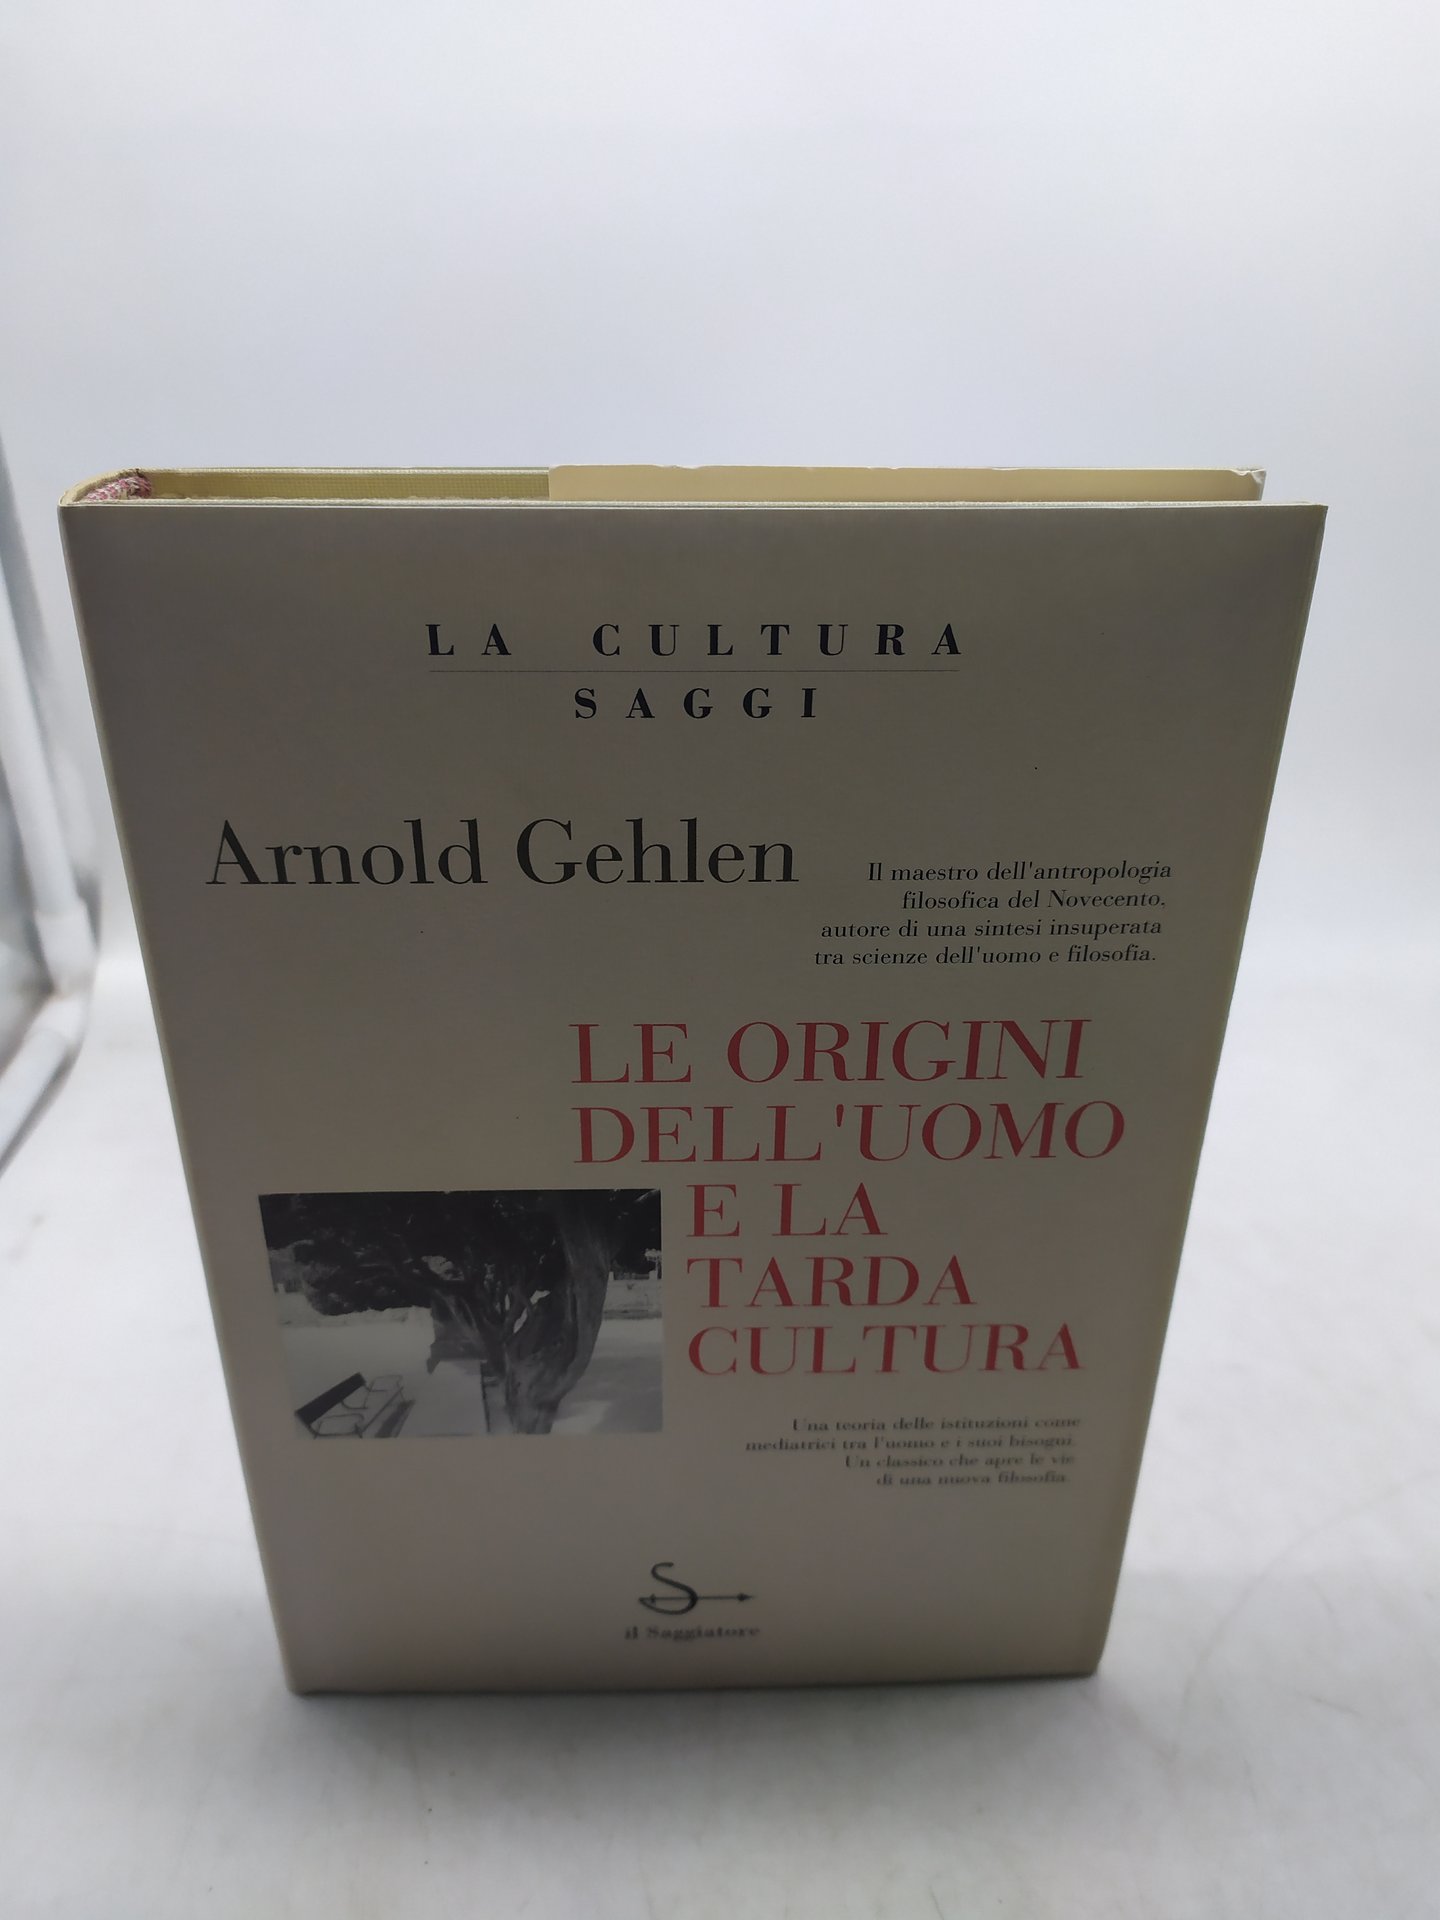 LA CULTURA
SAGGI
Arnold Gehlen
Il maestro dell'antropologia
filosofica del Novecento,
autore di una sintesi insuperata
tra scienze dell'uomo e filosofia.
LE ORIGINI
DELL'UOMO
E LA
TARDA
CULTURA
Una teoria delle istituzioni come
mediatrici tra l'uomo e i suoi bisogni.
Un classico che apre le vie
di una nuova filosofia.
il Saggiatore